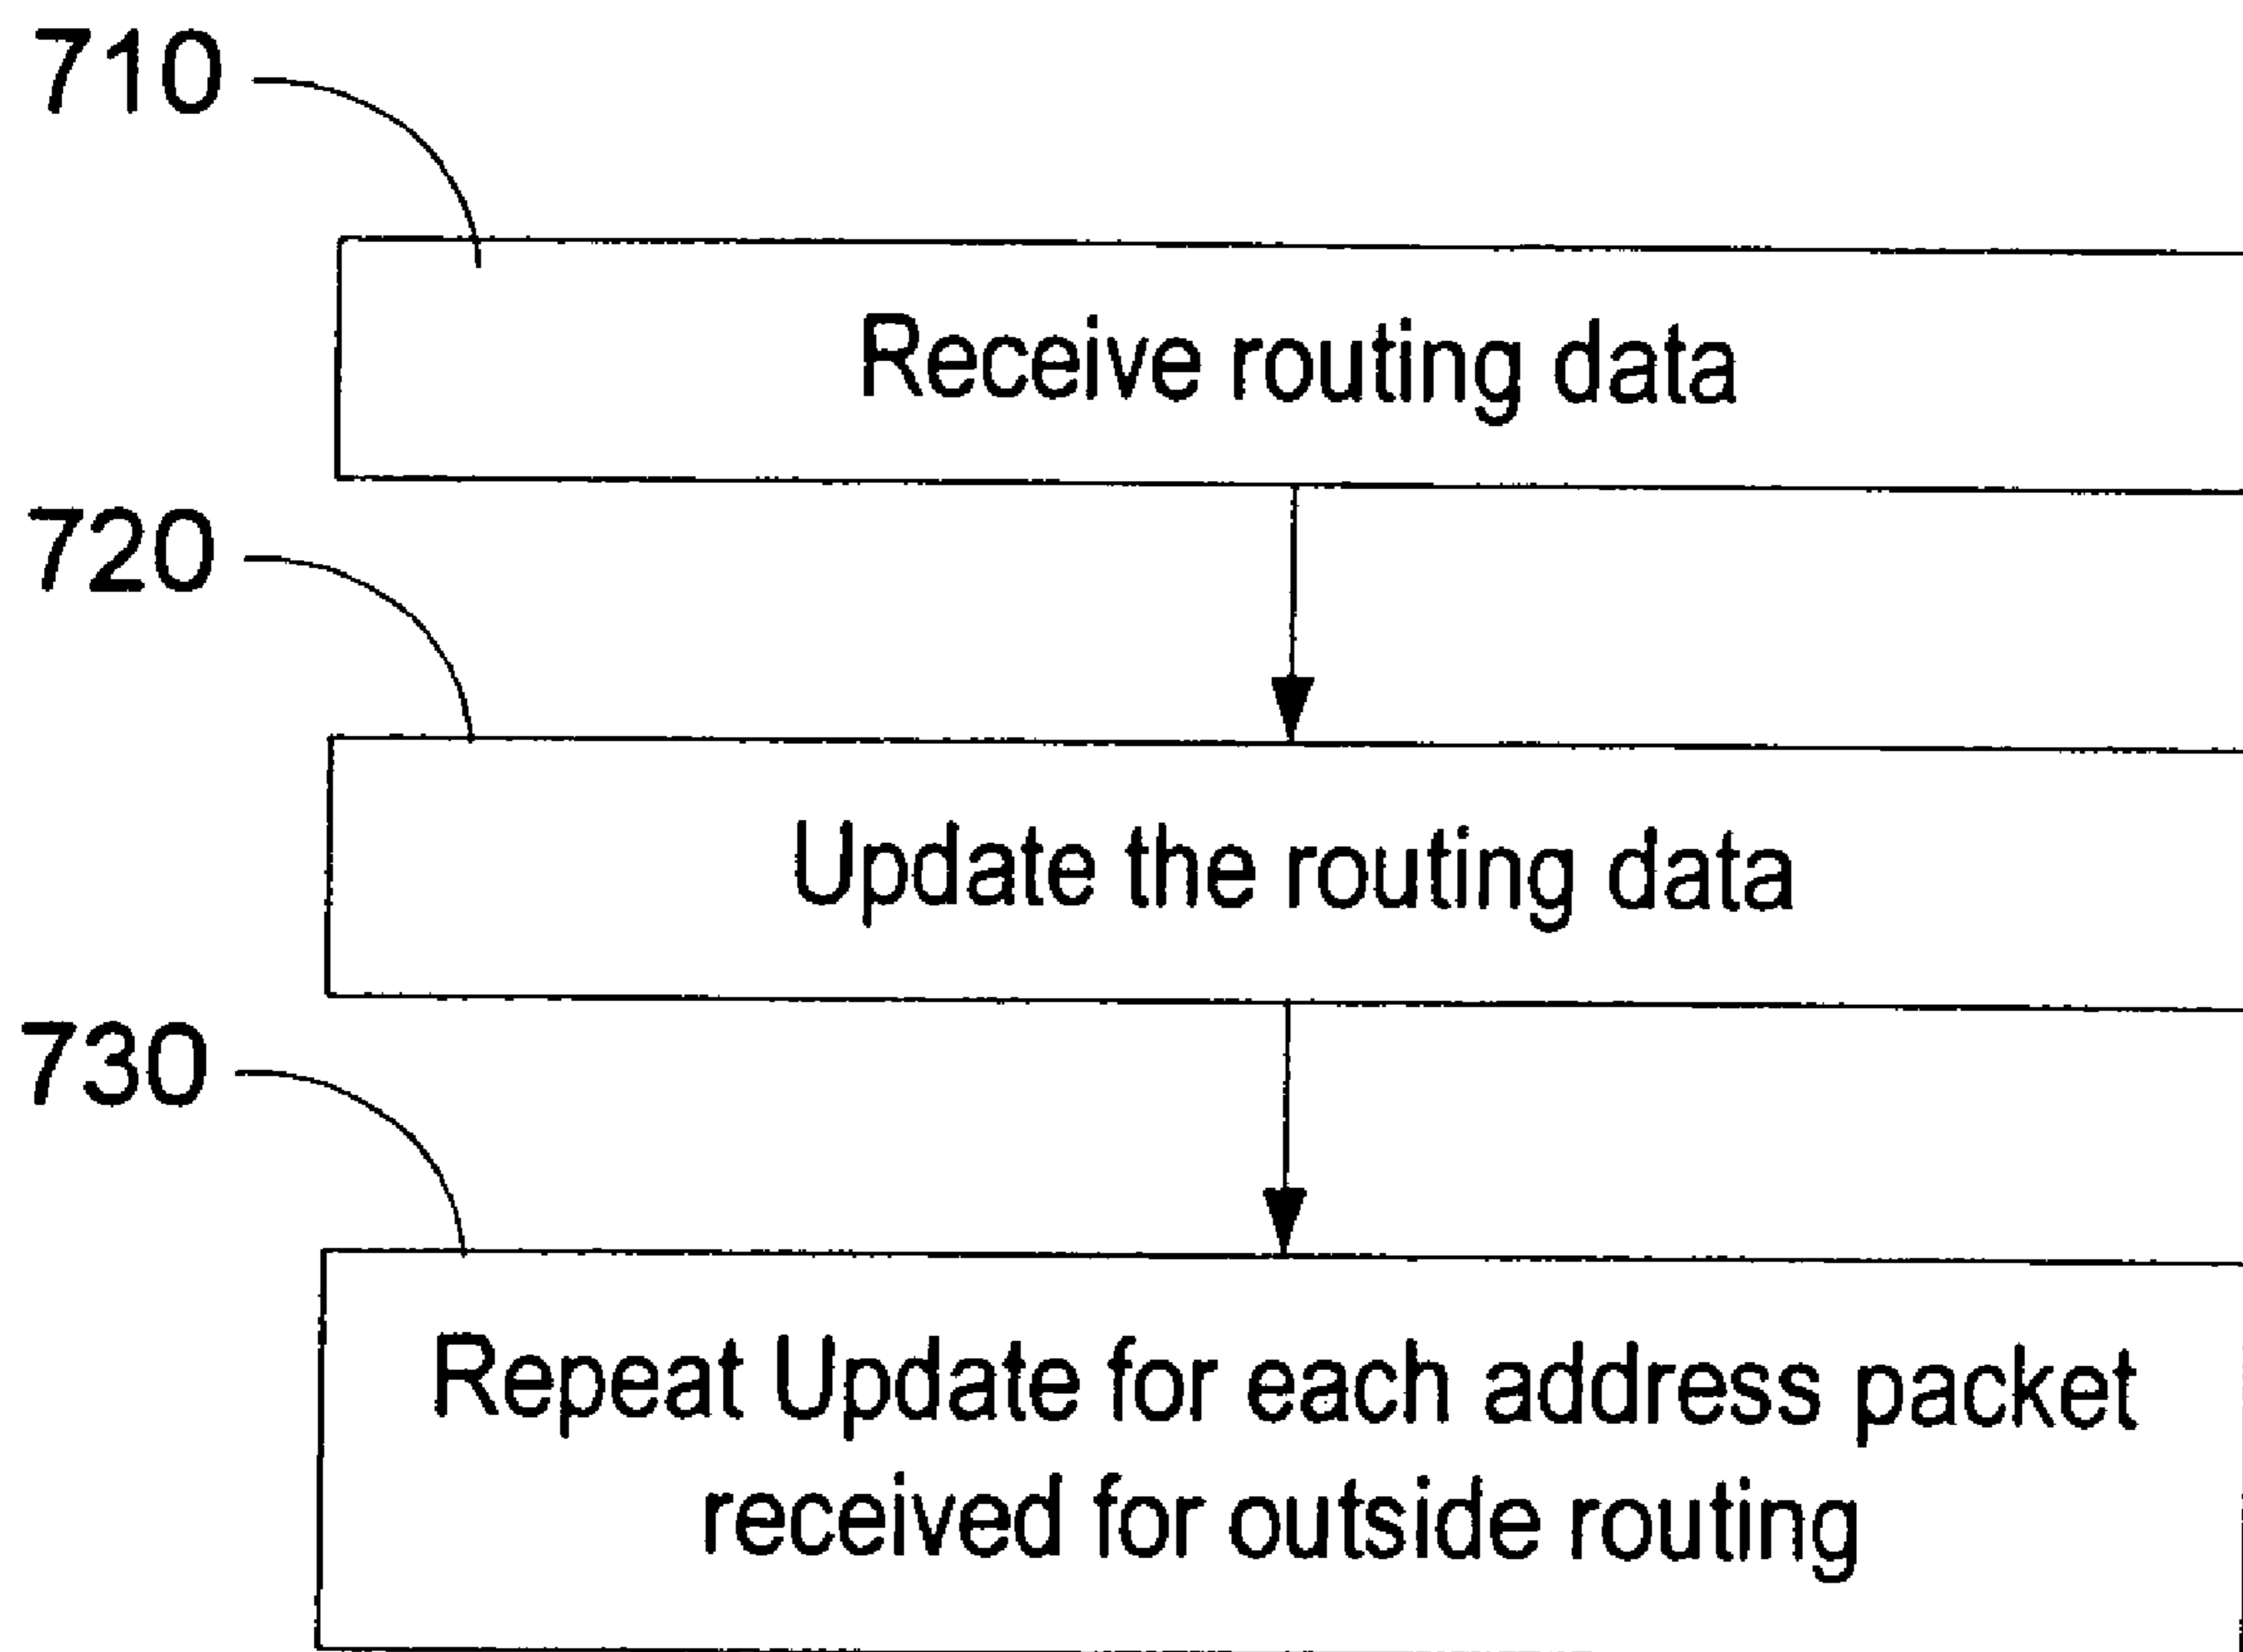 710
Receive routing data
720
Update the routing data
730
Repeat Update for each address packet
received for outside routing